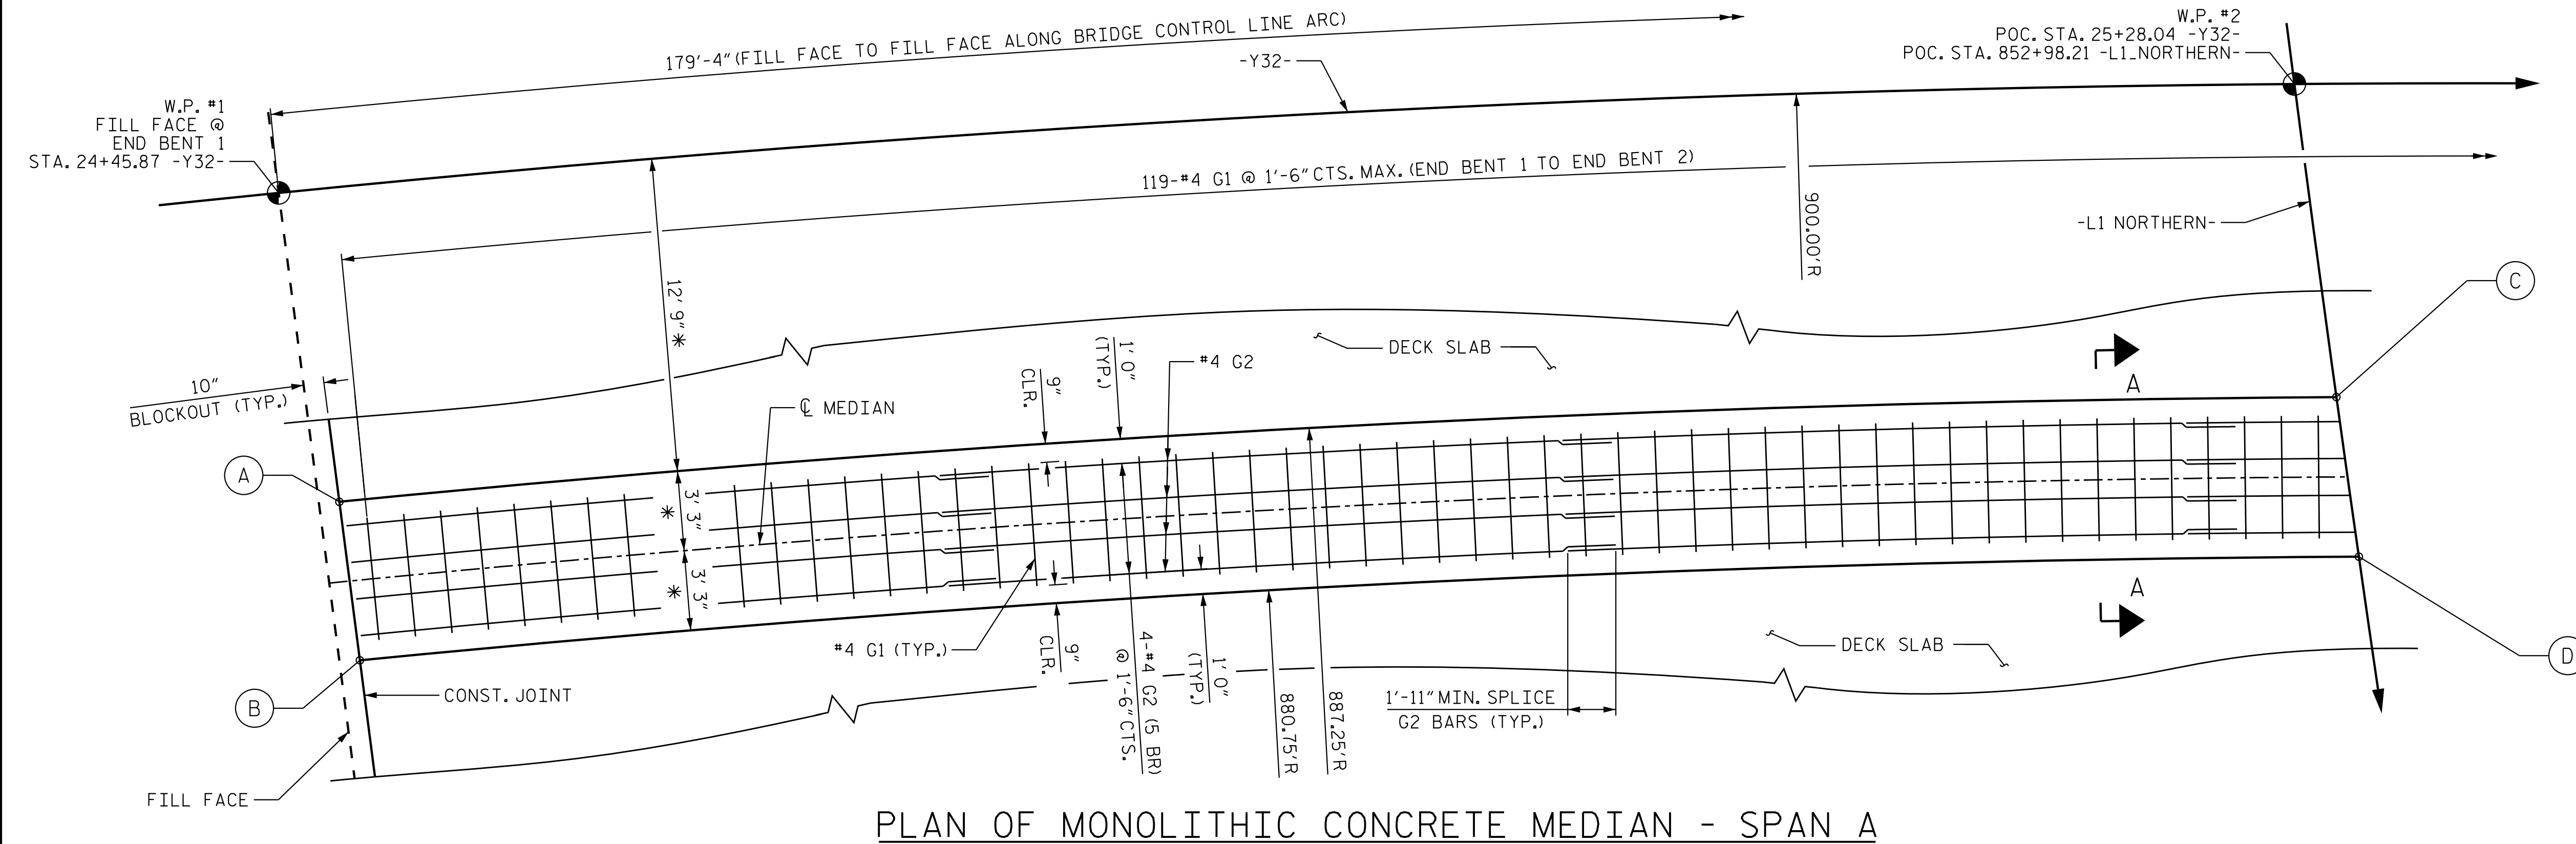 179'-4" (FILL FACE TO FILL FACE ALONG BRIDGE CONTROL LINE ARC)
-Y32-
W.P. #2
POC. STA. 25+28.04 -Y32-
POC. STA. 852+98.21 -L1_NORTHERN-
W.P. #1
FILL FACE @
END BENT 1
STA. 24+45.87 -Y32-
119-#4 G1 @ 1'-6" CTS. MAX. (END BENT 1 TO END BENT 2)
900.00'R
-L1 NORTHERN-
12' 9" *
C
DECK SLAB
10"
BLOCKOUT (TYP.)
9"
CLR.
1' 0"
(TYP.)
#4 G2
A
℄ MEDIAN
A
3' 3"
*
3' 3"
*
A
#4 G1 (TYP.)
9"
CLR.
4-#4 G2 (5 BR)
@ 1'-6" CTS.
1' 0"
(TYP.)
880.75'R
887.25'R
DECK SLAB
D
1'-11" MIN. SPLICE
G2 BARS (TYP.)
B
CONST. JOINT
FILL FACE
PLAN OF MONOLITHIC CONCRETE MEDIAN - SPAN A